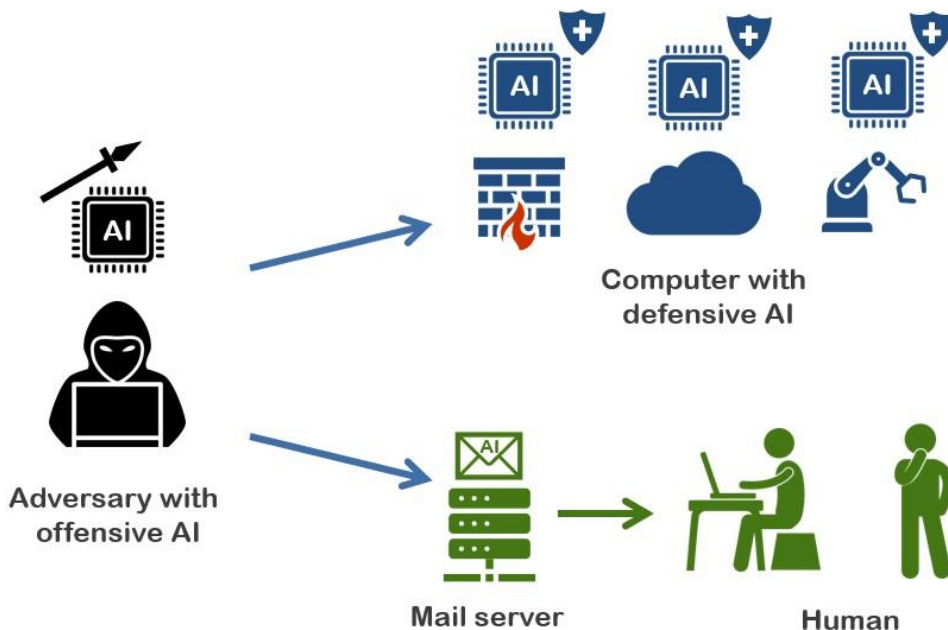 AI
AI
AI
AI
Computer with
defensive AI
Adversary with
offensive AI
AI
Mail server
Human